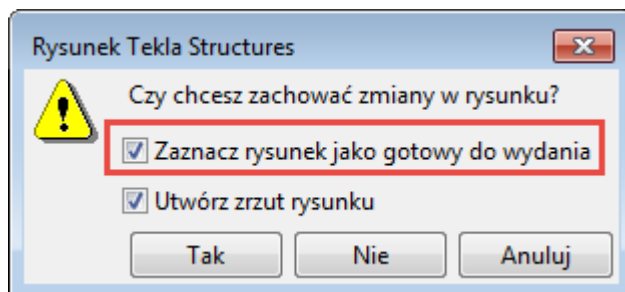 Rysunek Tekla Structures
Czy chcesz zachować zmiany w rysunku?
Zaznacz rysunek jako gotowy do wydania
Utwórz zrzut rysunku
Tak Nie Anuluj